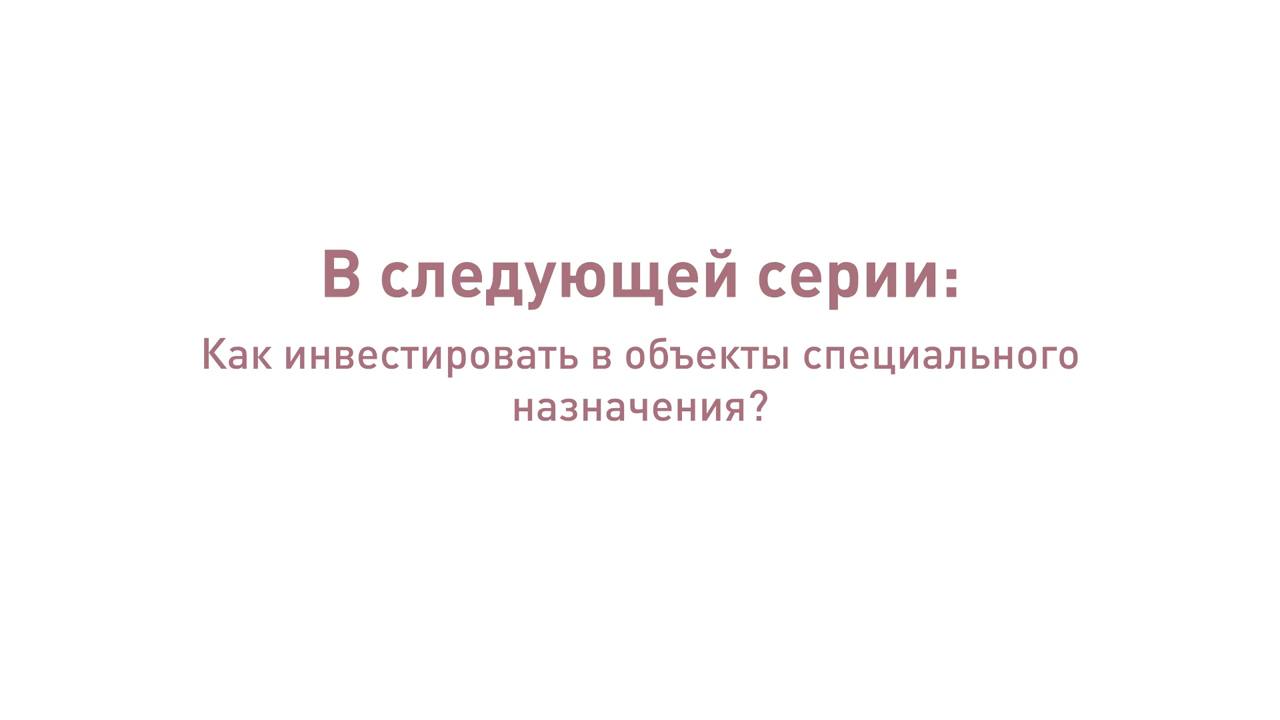 В следующей серии:
Как инвестировать в объекты специального
назначения?